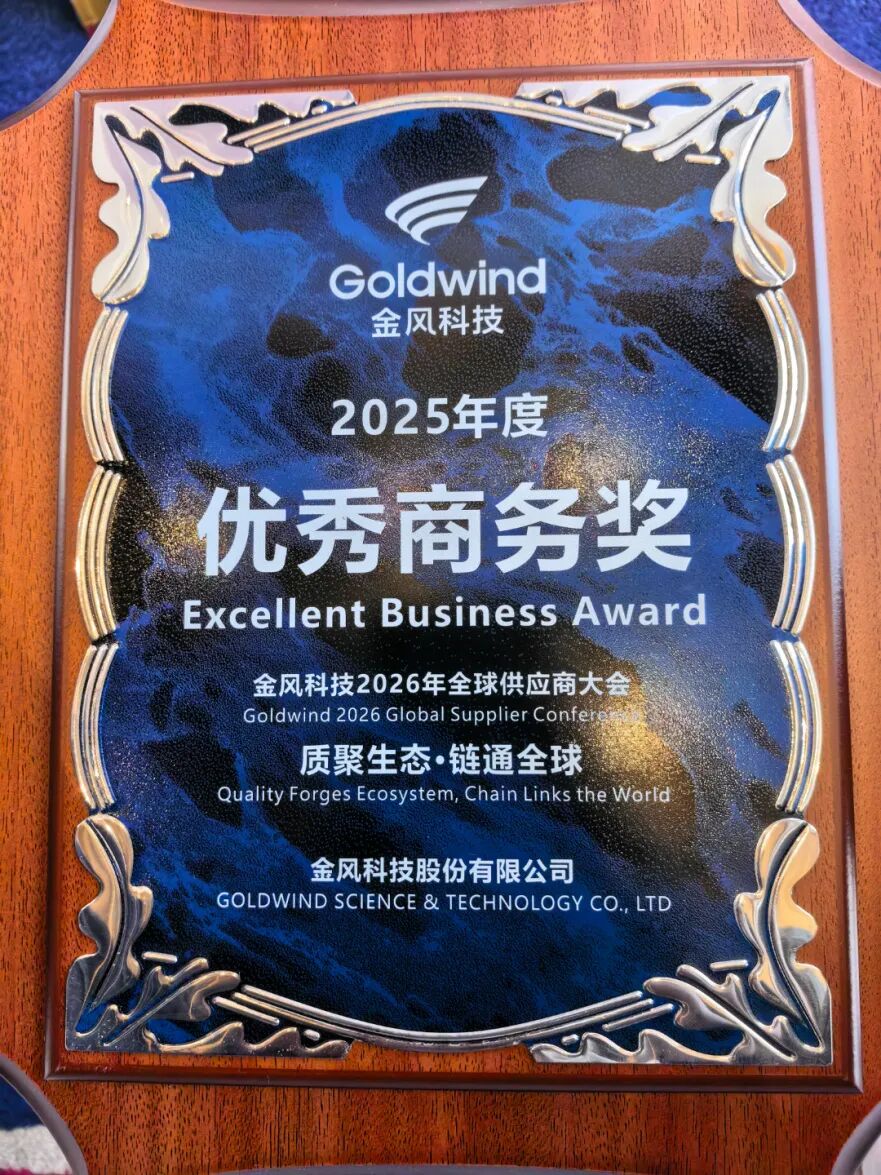 Goldwind
金风科技
2025年度
优秀商务奖
Excellent Business Award
金风科技2026年全球供应商大会
Goldwind 2026 Global Supplier Conference
质聚生态•链通全球
Quality Forges Ecosystem, Chain Links the World
金风科技股份有限公司
GOLDWIND SCIENCE & TECHNOLOGY CO., LTD